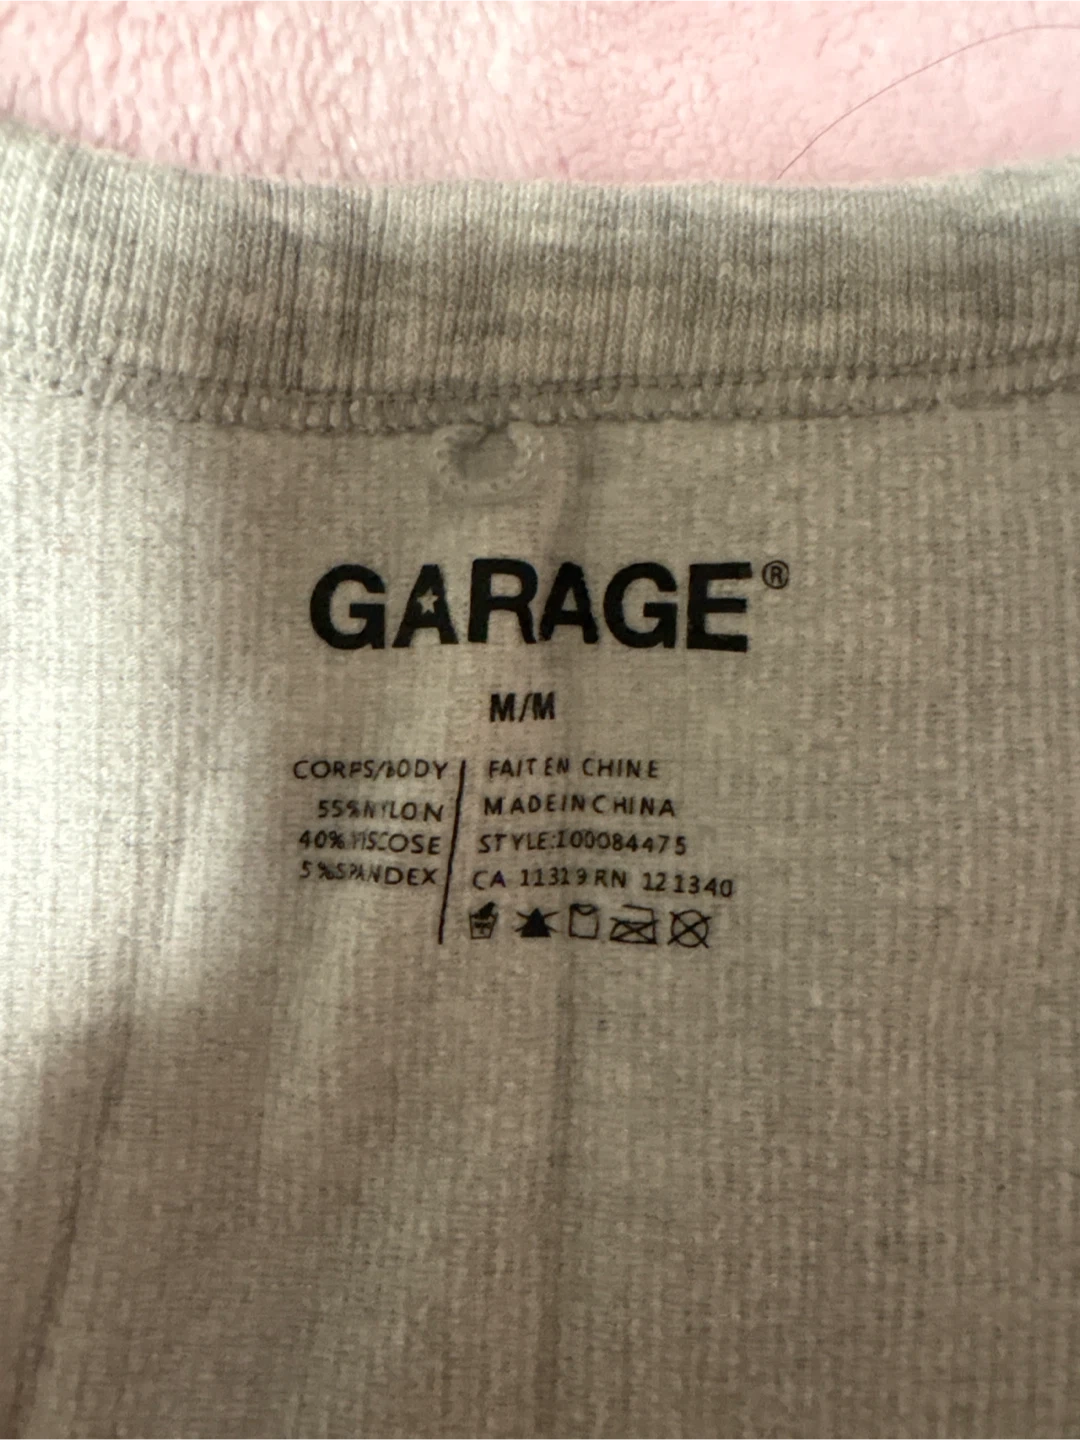 GARAGE®
M/M
CORPS/BODY
55% NYLON
40% VISCOSE
5% SPANDEX
FAIT EN CHINE
MADE IN CHINA
STYLE:100084475
CA 11319 RN 121340